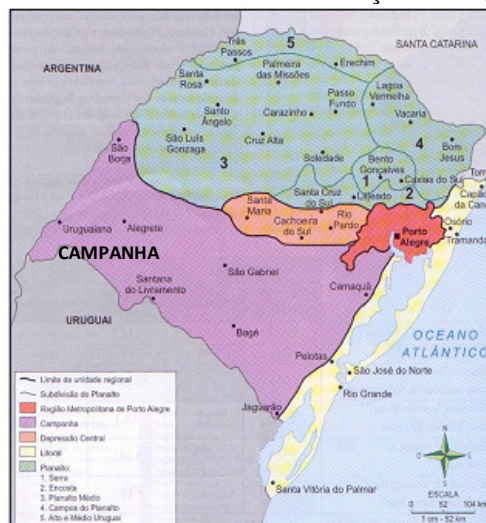 SANTA CATARINA
ARGENTINA
5
Três
Passos
Erechim
Santa
Rosa
Palmeira
das Missões
Lagoa
Vermelha
Passo
Fundo
Vacaria
Santo
Ângelo
Carazinho
4
São Luís
Gonzaga
Cruz Alta
Bom
Jesus
São
Borja
3
Soledade
Bento
Gonçalves
1
Caxias do Sul
2
Santa Cruz
do Sul
Lajeado
Capão
da Can
Santa
Maria
Rio
Pardo
Cachoeira
do Sul
Osório
Porto
Alegre
Tramanda
Uruguaiana
Alegrete
CAMPANHA
São Gabriel
Santana
do Livramento
Camaquã
URUGUAI
Bagé
OCEANO
ATLÂNTICO
Pelotas
São José do Norte
Rio Grande
Jaguarão
Santa Vitória do Palmar
Limite de unidade regional
Subdivisão do Planalto
Região Metropolitana de Porto Alegre
Campanha
Depressão Central
Litoral
Planalto:
1. Serra
2. Encosta
3. Planalto Médio
4. Campos do Planalto
5. Alto e Médio Uruguai
N
ESCALA
0 52 104 km
1 cm - 52 km